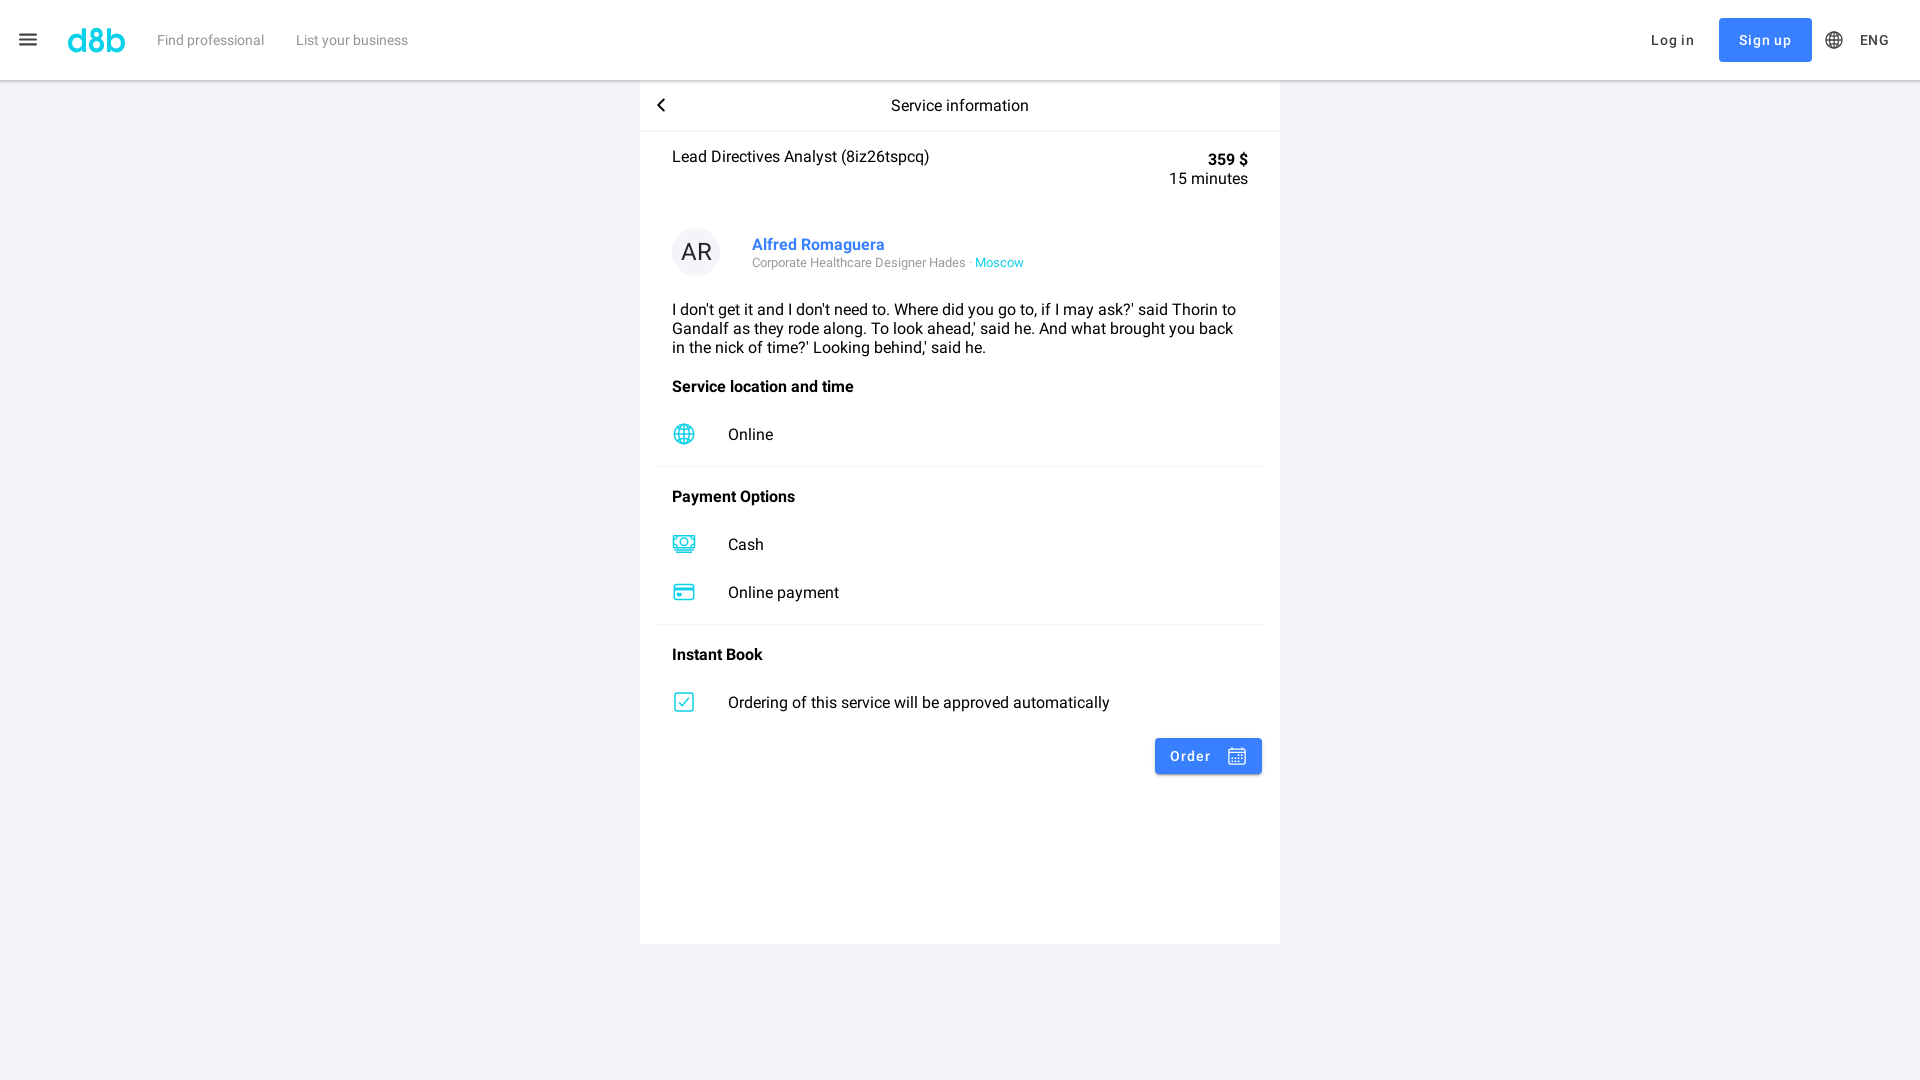 d8b
Find professional
List your business
Log in
Sign up
ENG
Service information
Lead Directives Analyst (8iz26tspcq)
359 $
15 minutes
AR
Alfred Romaguera
Corporate Healthcare Designer Hades · Moscow
I don't get it and I don't need to. Where did you go to, if I may ask?' said Thorin to
Gandalf as they rode along. To look ahead,' said he. And what brought you back
in the nick of time?' Looking behind,' said he.
Service location and time
Online
Payment Options
Cash
Online payment
Instant Book
Ordering of this service will be approved automatically
Order